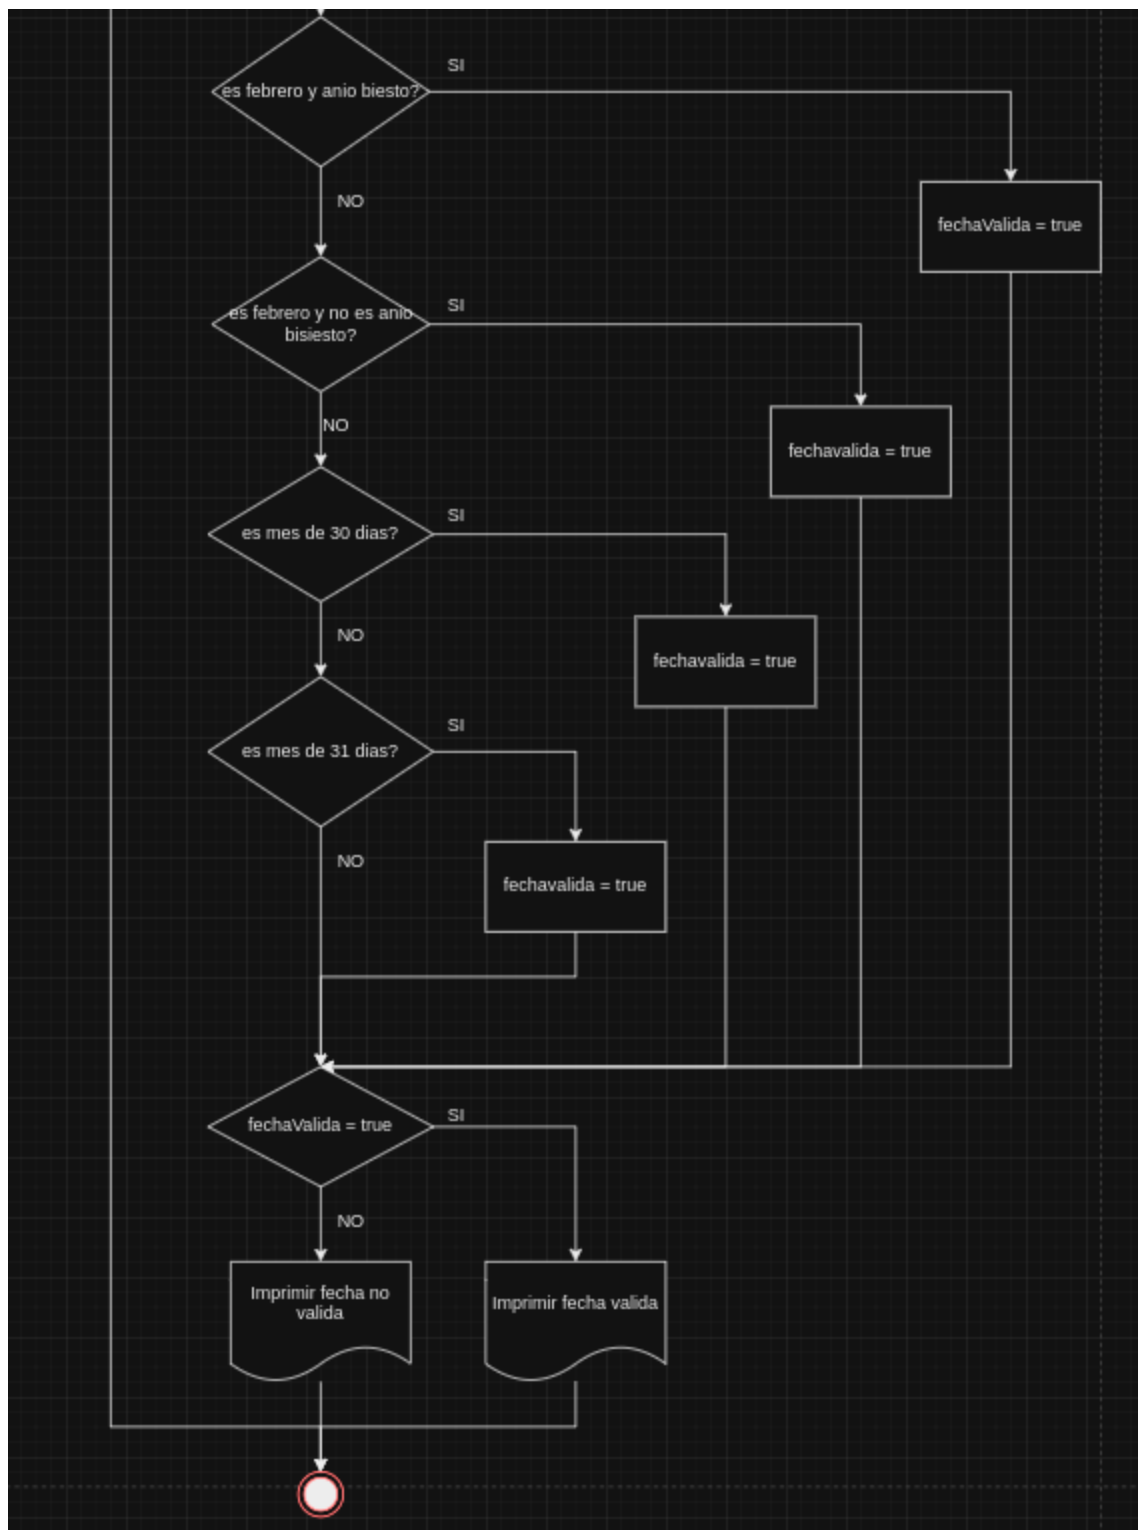 SI
es febrero y anio biesto?
NO
fechaValida = true
SI
es febrero y no es anio
bisiesto?
NO
fechavalida = true
SI
es mes de 30 dias?
NO
fechavalida = true
SI
es mes de 31 dias?
NO
fechavalida = true
SI
fechaValida = true
NO
Imprimir fecha no
valida
Imprimir fecha valida